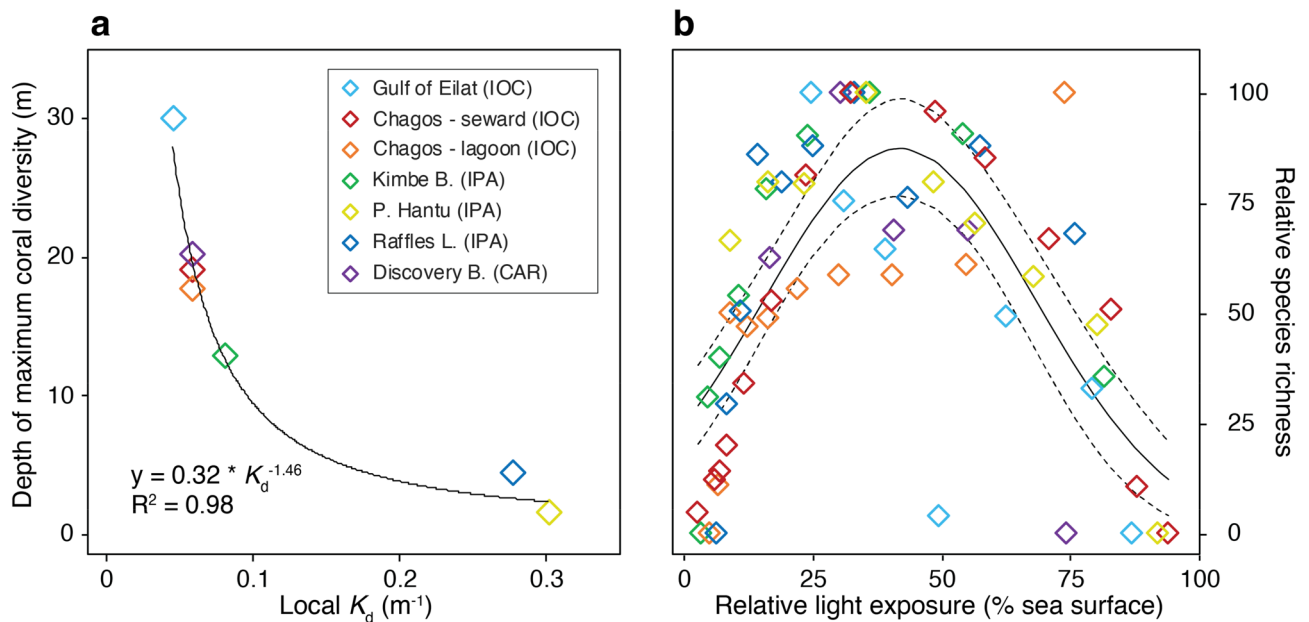 a
Depth of maximum coral diversity (m)
30
20
10
0
Gulf of Eilat (IOC)
Chagos - seward (IOC)
Chagos - lagoon (IOC)
Kimbe B. (IPA)
P. Hantu (IPA)
Raffles L. (IPA)
Discovery B. (CAR)
y = 0.32 * Kd-1.46
R2 = 0.98
0 0.1 0.2 0.3
Local Kd (m-1)
b
100
75
50
25
0
Relative species richness
0 25 50 75 100
Relative light exposure (% sea surface)